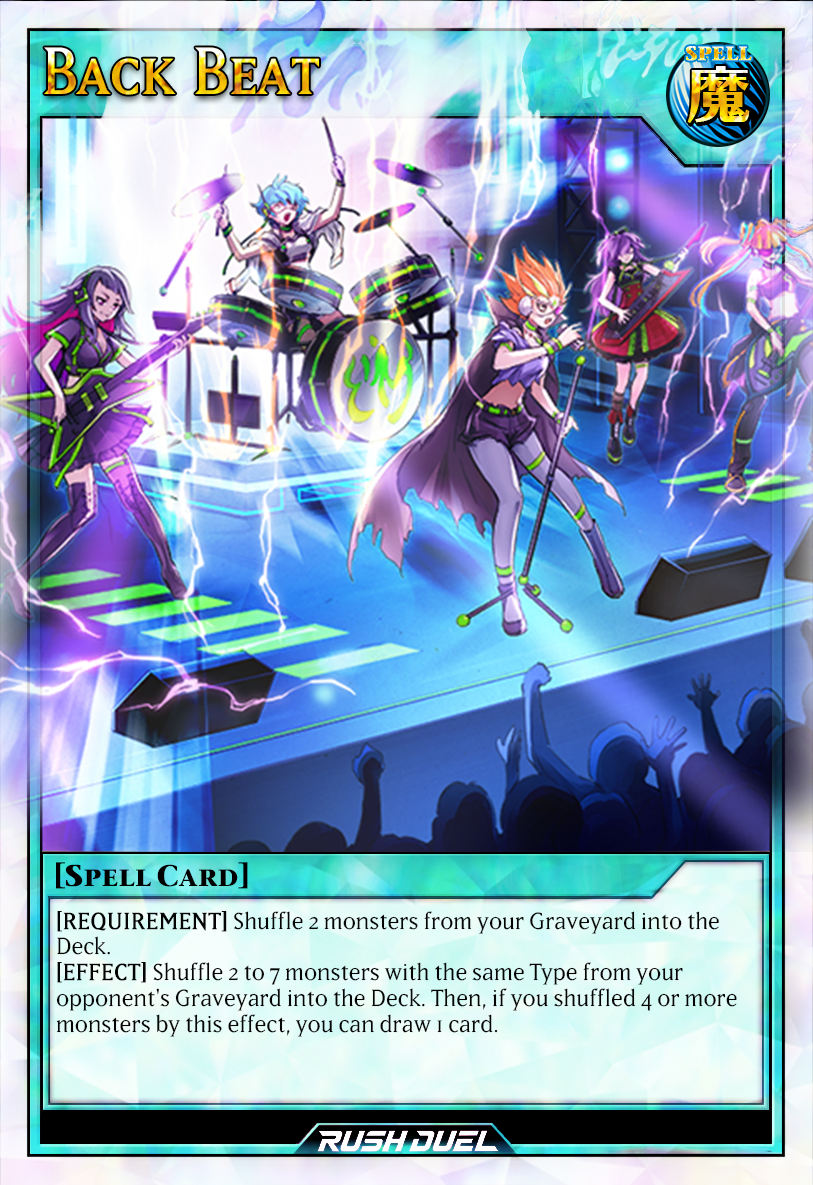 Back Beat
SPELL
魔
[Spell Card]
[REQUIREMENT] Shuffle 2 monsters from your Graveyard into the
Deck.
[EFFECT] Shuffle 2 to 7 monsters with the same Type from your
opponent's Graveyard into the Deck. Then, if you shuffled 4 or more
monsters by this effect, you can draw 1 card.
RUSH DUEL